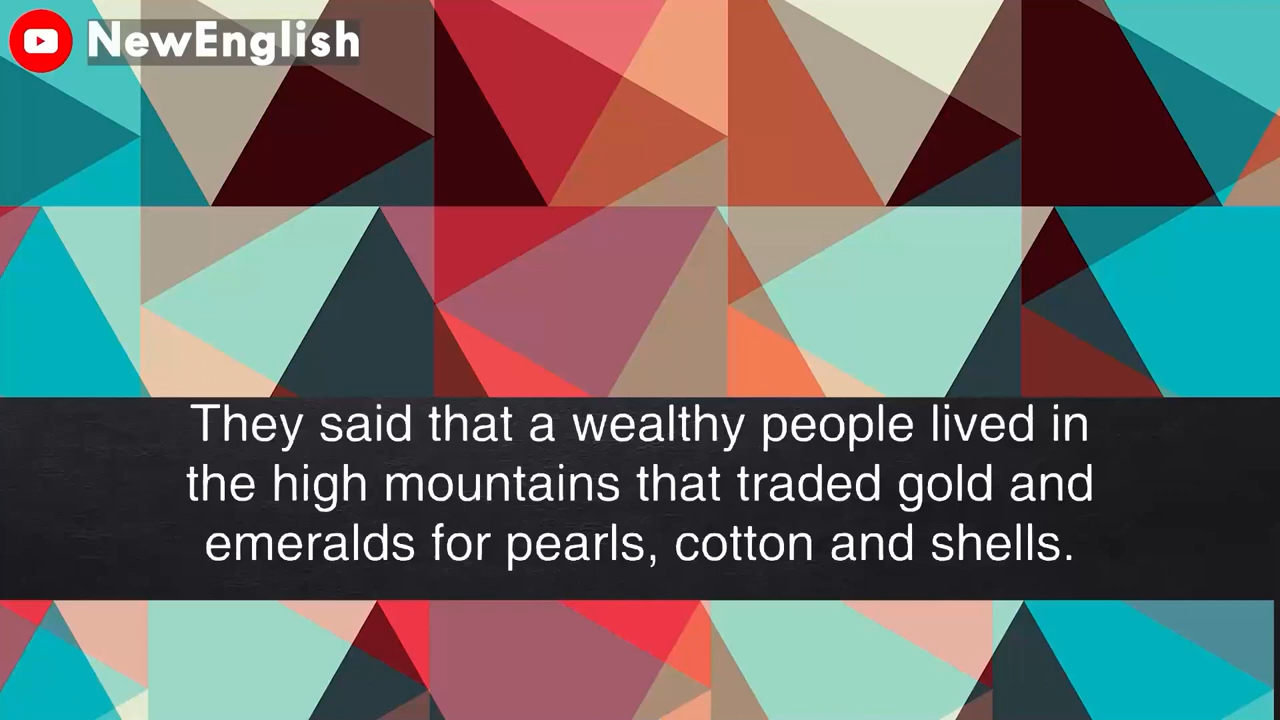 NewEnglish
They said that a wealthy people lived in
the high mountains that traded gold and
emeralds for pearls, cotton and shells.